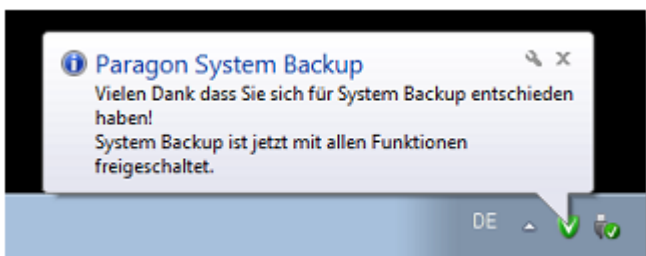 Paragon System Backup
Vielen Dank dass Sie sich für System Backup entschieden
haben!
System Backup ist jetzt mit allen Funktionen
freigeschaltet.
DE